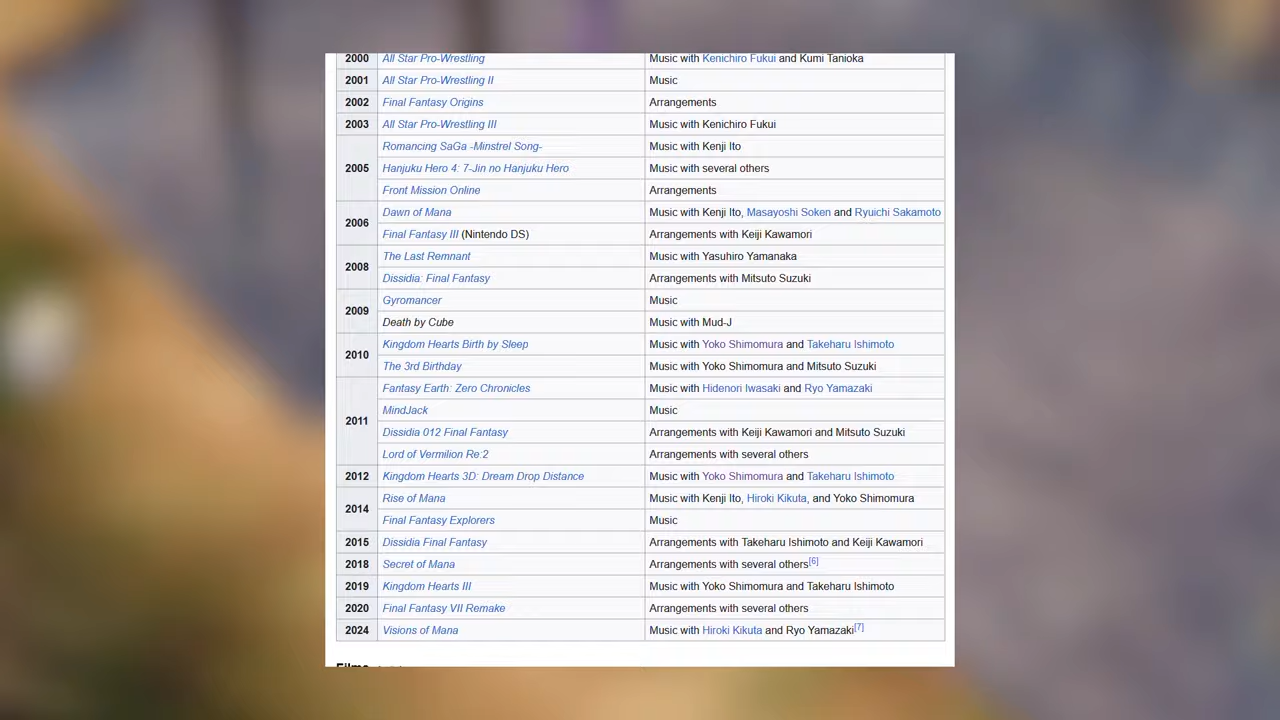 2000 All Star Pro-Wrestling Music with Kenichiro Fukui and Kumi Tanioka
2001 All Star Pro-Wrestling II Music
2002 Final Fantasy Origins Arrangements
2003 All Star Pro-Wrestling III Music with Kenichiro Fukui
2005 Romancing SaGa -Minstrel Song- Music with Kenji Ito
Hanjuku Hero 4: 7-Jin no Hanjuku Hero Music with several others
Front Mission Online Arrangements
2006 Dawn of Mana Music with Kenji Ito, Masayoshi Soken and Ryuichi Sakamoto
Final Fantasy III (Nintendo DS) Arrangements with Keiji Kawamori
2008 The Last Remnant Music with Yasuhiro Yamanaka
Dissidia: Final Fantasy Arrangements with Mitsuto Suzuki
2009 Gyromancer Music
Death by Cube Music with Mud-J
2010 Kingdom Hearts Birth by Sleep Music with Yoko Shimomura and Takeharu Ishimoto
The 3rd Birthday Music with Yoko Shimomura and Mitsuto Suzuki
2011 Fantasy Earth: Zero Chronicles Music with Hidenori Iwasaki and Ryo Yamazaki
MindJack Music
Dissidia 012 Final Fantasy Arrangements with Keiji Kawamori and Mitsuto Suzuki
Lord of Vermilion Re:2 Arrangements with several others
2012 Kingdom Hearts 3D: Dream Drop Distance Music with Yoko Shimomura and Takeharu Ishimoto
2014 Rise of Mana Music with Kenji Ito, Hiroki Kikuta, and Yoko Shimomura
Final Fantasy Explorers Music
2015 Dissidia Final Fantasy Arrangements with Takeharu Ishimoto and Keiji Kawamori
2018 Secret of Mana Arrangements with several others[6]
2019 Kingdom Hearts III Music with Yoko Shimomura and Takeharu Ishimoto
2020 Final Fantasy VII Remake Arrangements with several others
2024 Visions of Mana Music with Hiroki Kikuta and Ryo Yamazaki[7]